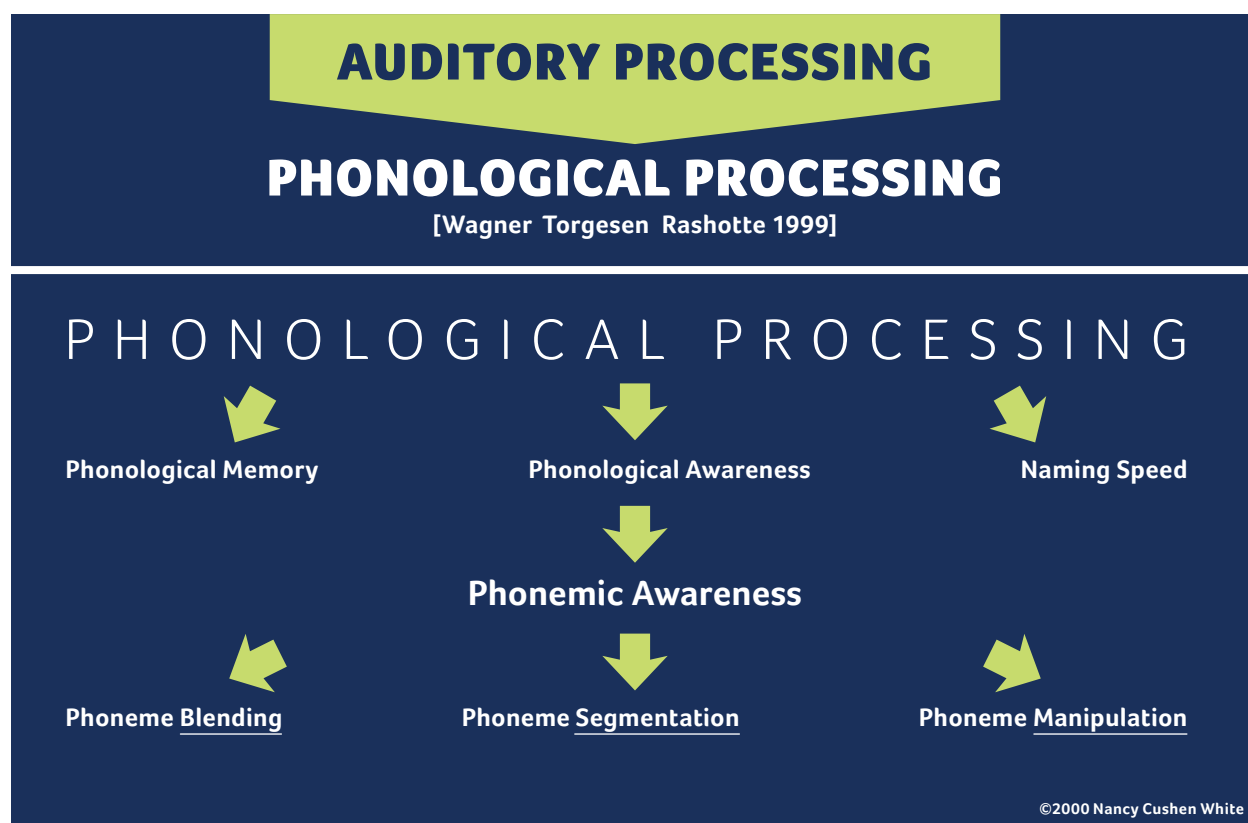 AUDITORY PROCESSING
PHONOLOGICAL PROCESSING
[Wagner Torgesen Rashotte 1999]
PHONOLOGICAL PROCESSING
Phonological Memory
Phonological Awareness
Naming Speed
Phonemic Awareness
Phoneme Blending
Phoneme Segmentation
Phoneme Manipulation
©2000 Nancy Cushen White